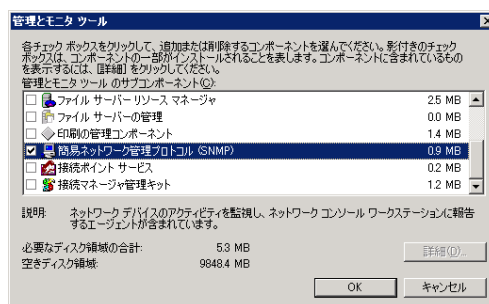 管理とモニタ ツール
各チェック ボックスをクリックして、追加または削除するコンポーネントを選んでください。影付きのチェック
ボックスは、コンポーネントの一部がインストールされることを表します。コンポーネントに含まれているもの
を表示するには、[詳細] をクリックしてください。
管理とモニタ ツール のサブコンポーネント(C):
ファイル サーバー リソース マネージャ 2.5 MB
ファイル サーバーの管理 0.0 MB
印刷の管理コンポーネント 1.4 MB
簡易ネットワーク管理プロトコル (SNMP) 0.9 MB
接続ポイント サービス 0.2 MB
接続マネージャ管理キット 1.2 MB
説明: ネットワーク デバイスのアクティビティを監視し、ネットワーク コンソール ワークステーションに報告
するエージェントが含まれています。
必要なディスク領域の合計: 5.3 MB
空きディスク領域: 9848.4 MB
詳細(D)...
OK
キャンセル